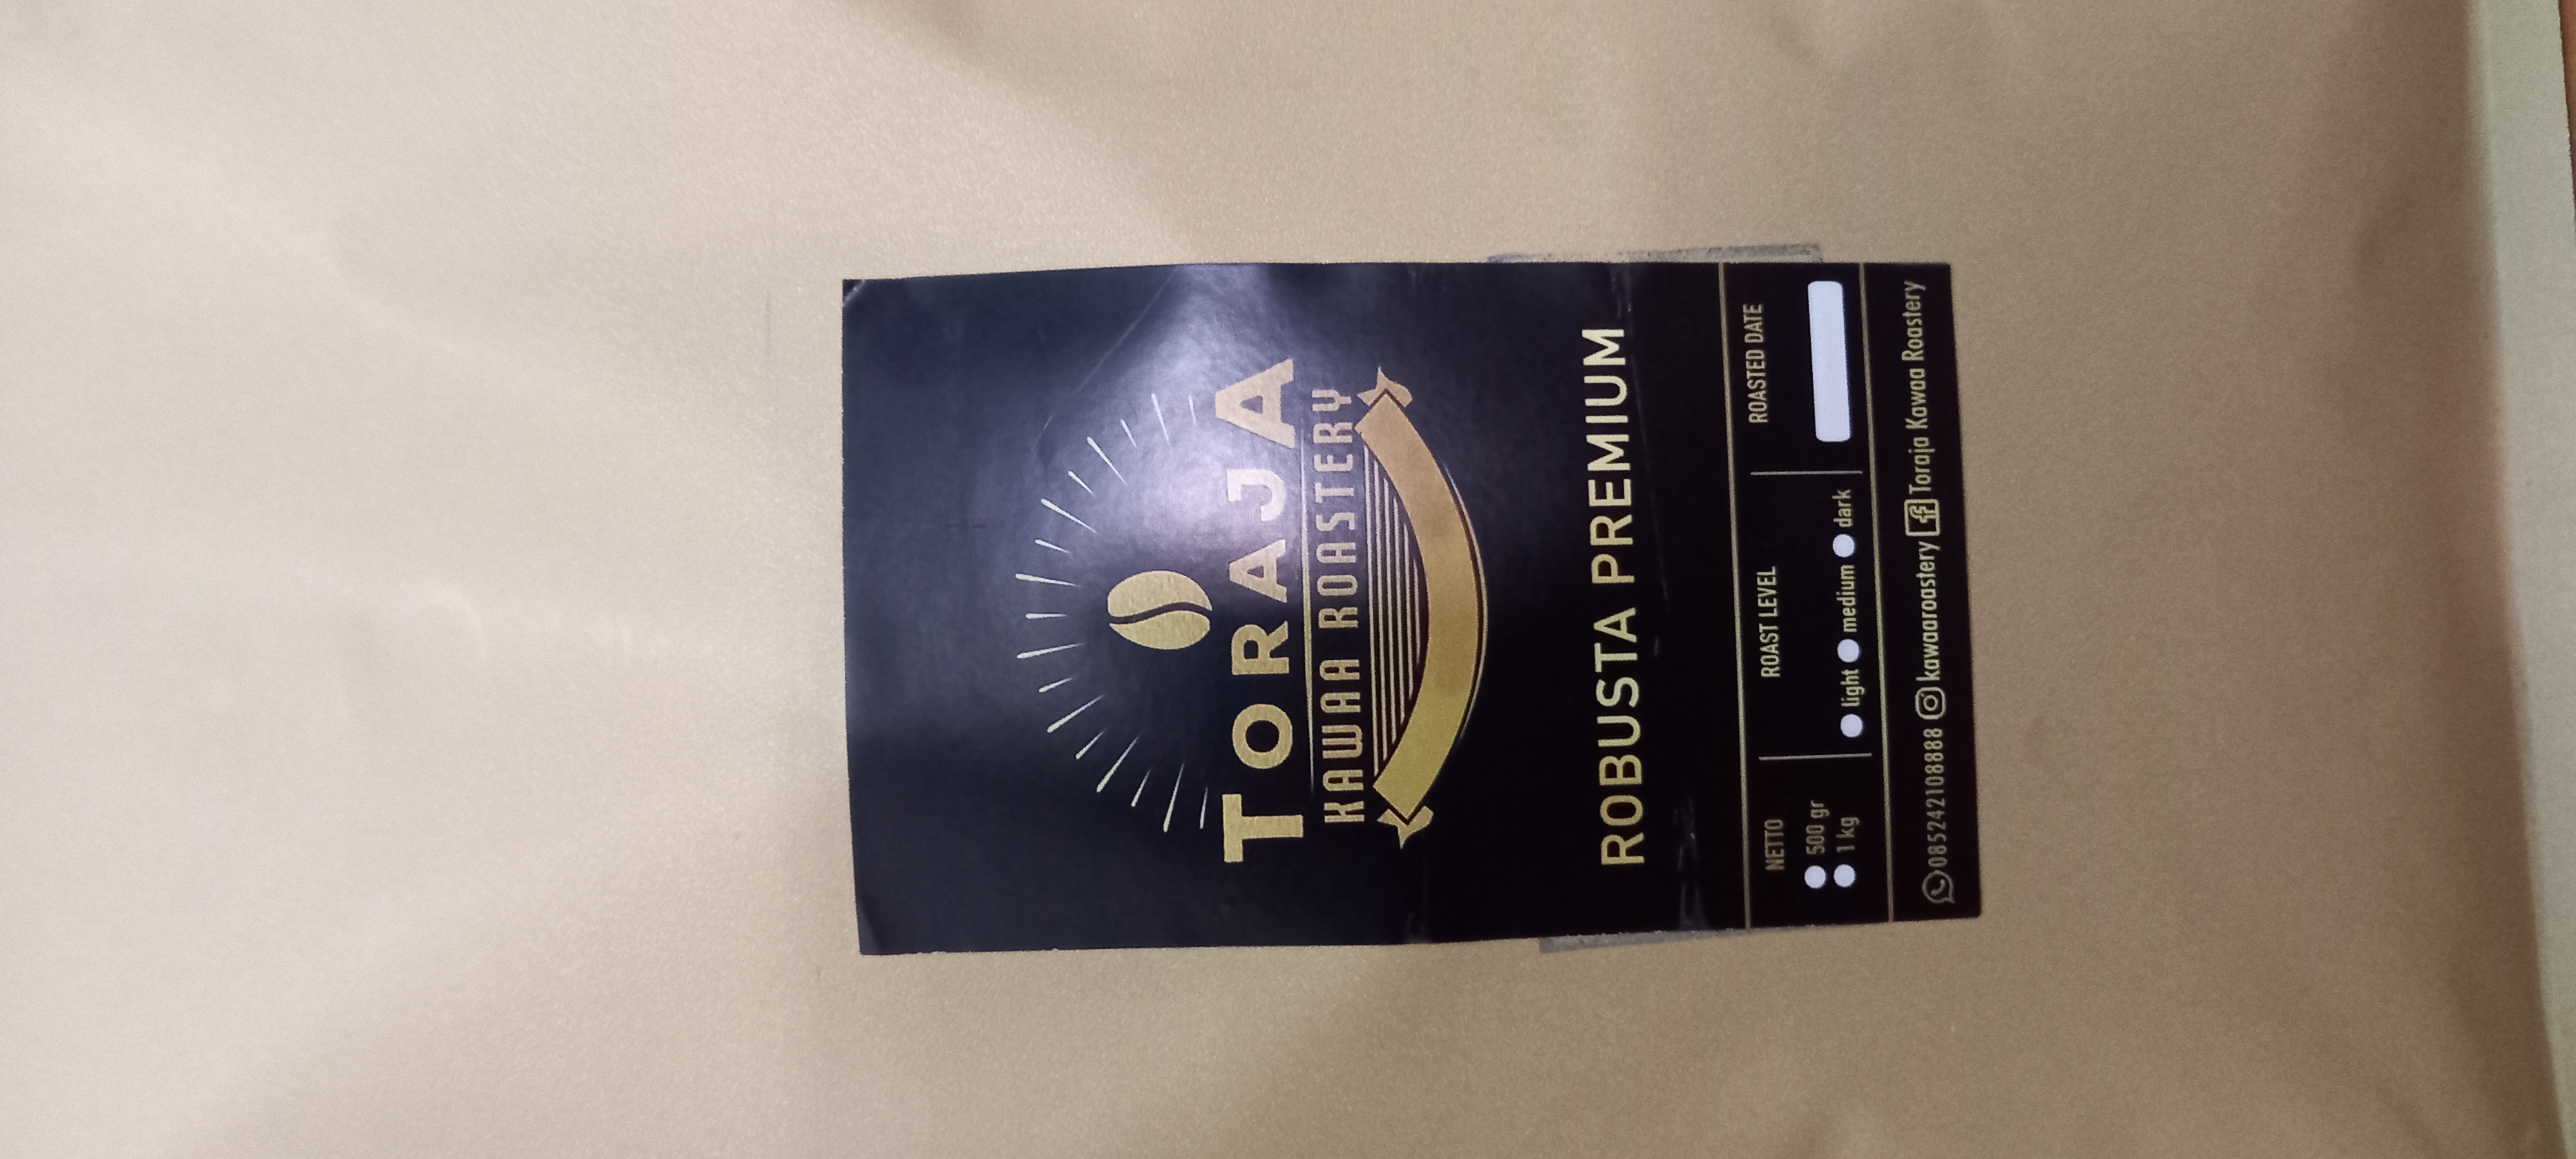 TORAJA
KAWAA ROASTERY
ROBUSTA PREMIUM
NETTO
500 gr
1 kg
ROAST LEVEL
light medium dark
ROASTED DATE
085242108888 kawaaroastery Toraja Kawaa Roastery